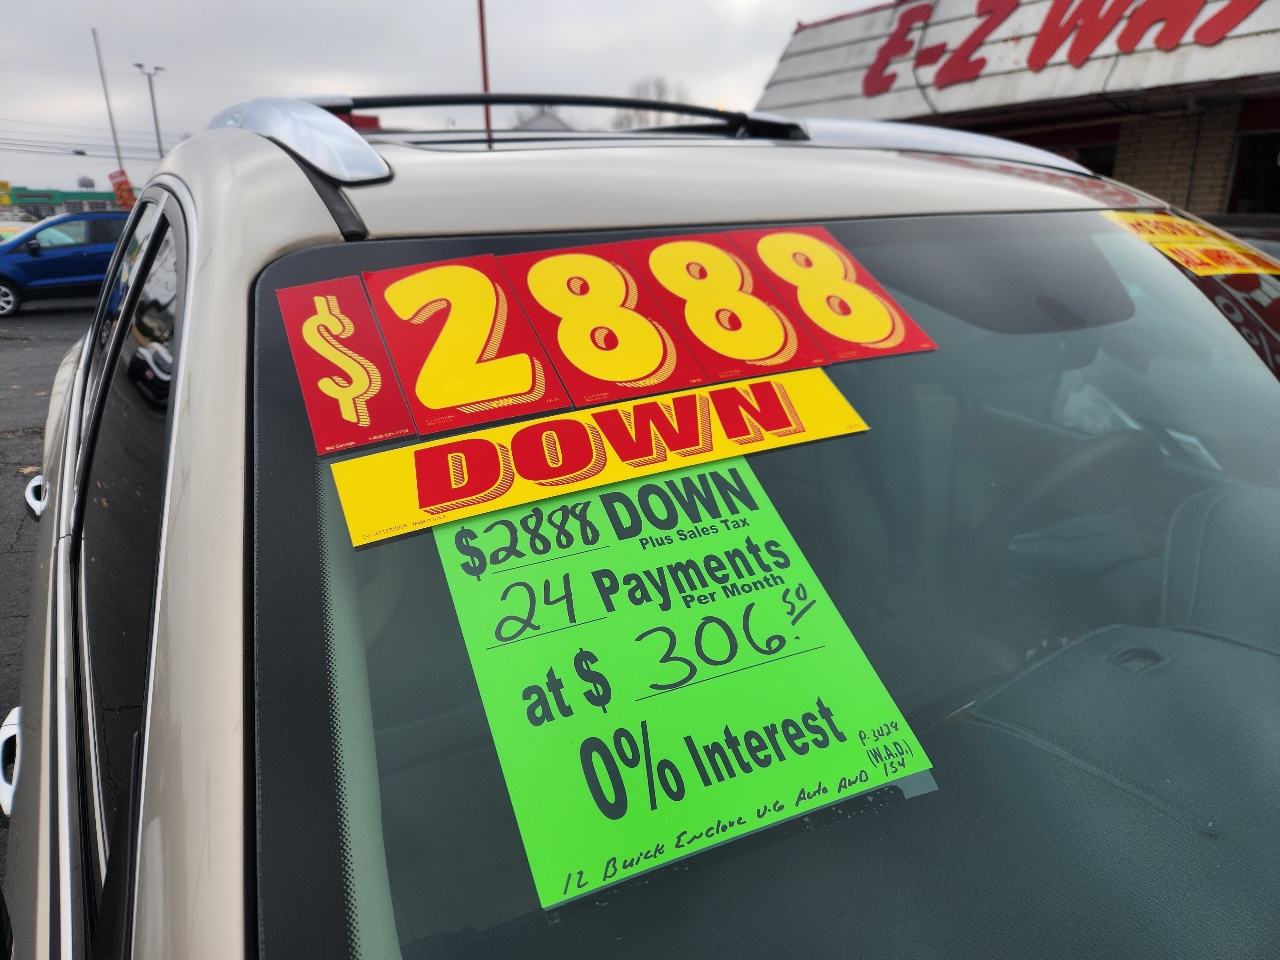 E-Z WAY
$2888
DOWN
$2888 DOWN
Plus Sales Tax
24 Payments
Per Month
at $ 306.50
0% Interest
P-3428
(W.A.D.)
154
12 Buick Enclave V-6 Auto AWD